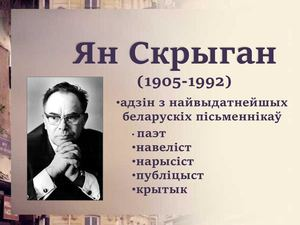 Ян Скрыган
(1905-1992)
•адзін з найвыдатнейшых
беларускіх пісьменнікаў
• паэт
•навеліст
•нарысіст
•публіцыст
•крытык